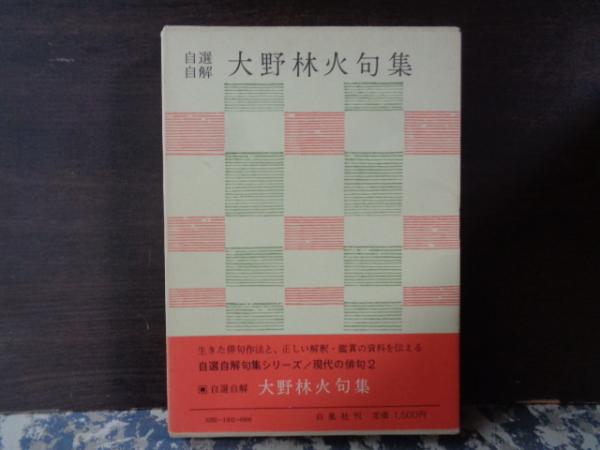 自選
自解 大野林火句集
生きた俳句作法と、正しい解釈・鑑賞の資料を伝える
自選自解句集シリーズ/現代の俳句2
自選自解 大野林火句集
白凰社刊 定価1,500円